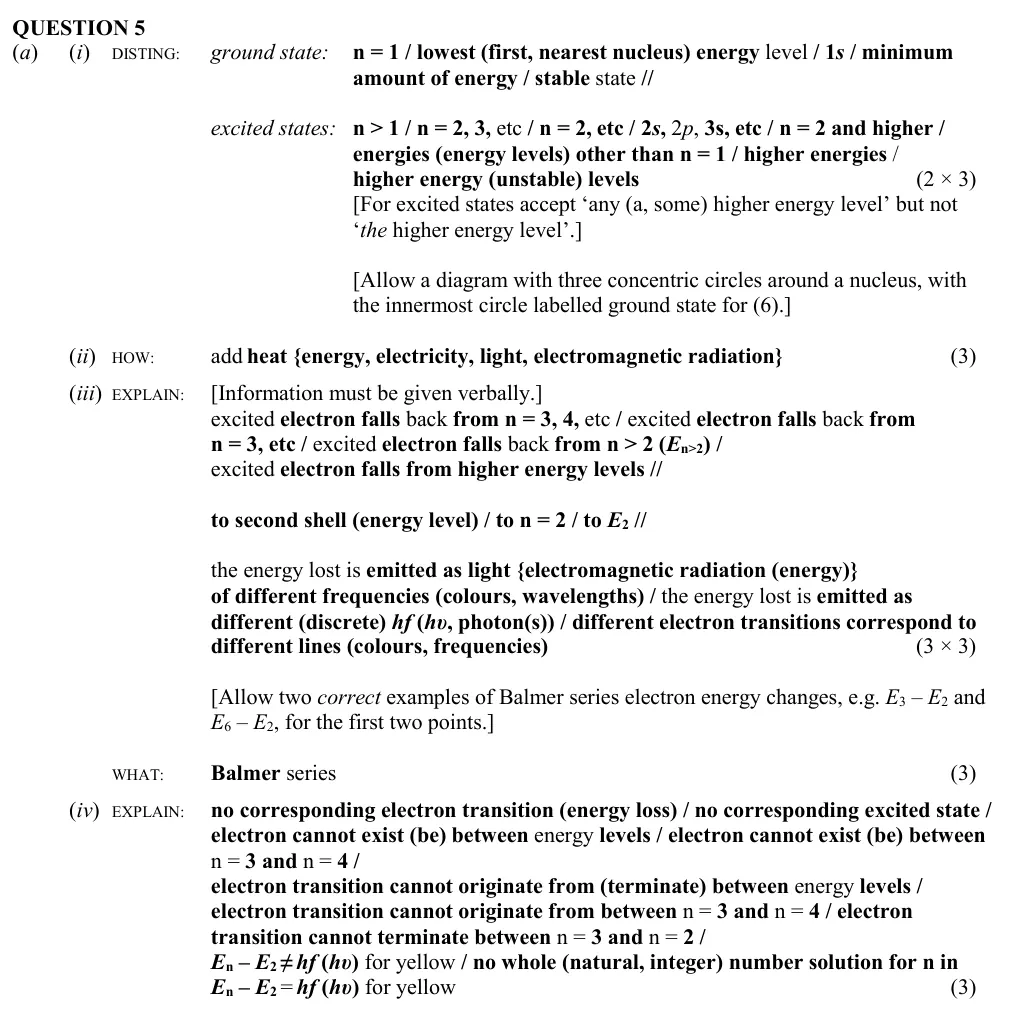 QUESTION 5
(a) (i) DISTING: ground state: n = 1 / lowest (first, nearest nucleus) energy level / 1s / minimum
amount of energy / stable state //
excited states: n > 1 / n = 2, 3, etc / n = 2, etc / 2s, 2p, 3s, etc / n = 2 and higher /
energies (energy levels) other than n = 1 / higher energies /
higher energy (unstable) levels (2 × 3)
[For excited states accept ‘any (a, some) higher energy level’ but not
‘the higher energy level’.]
[Allow a diagram with three concentric circles around a nucleus, with
the innermost circle labelled ground state for (6).]
(ii) HOW: add heat {energy, electricity, light, electromagnetic radiation} (3)
(iii) EXPLAIN: [Information must be given verbally.]
excited electron falls back from n = 3, 4, etc / excited electron falls back from
n = 3, etc / excited electron falls back from n > 2 (Eₙ>₂) /
excited electron falls from higher energy levels //
to second shell (energy level) / to n = 2 / to E₂ //
the energy lost is emitted as light {electromagnetic radiation (energy)}
of different frequencies (colours, wavelengths) / the energy lost is emitted as
different (discrete) hf (hυ, photon(s)) / different electron transitions correspond to
different lines (colours, frequencies) (3 × 3)
[Allow two correct examples of Balmer series electron energy changes, e.g. E₃ – E₂ and
E₆ – E₂, for the first two points.]
WHAT: Balmer series (3)
(iv) EXPLAIN: no corresponding electron transition (energy loss) / no corresponding excited state /
electron cannot exist (be) between energy levels / electron cannot exist (be) between
n = 3 and n = 4 /
electron transition cannot originate from (terminate) between energy levels /
electron transition cannot originate from between n = 3 and n = 4 / electron
transition cannot terminate between n = 3 and n = 2 /
Eₙ – E₂ ≠ hf (hυ) for yellow / no whole (natural, integer) number solution for n in
Eₙ – E₂ = hf (hυ) for yellow (3)